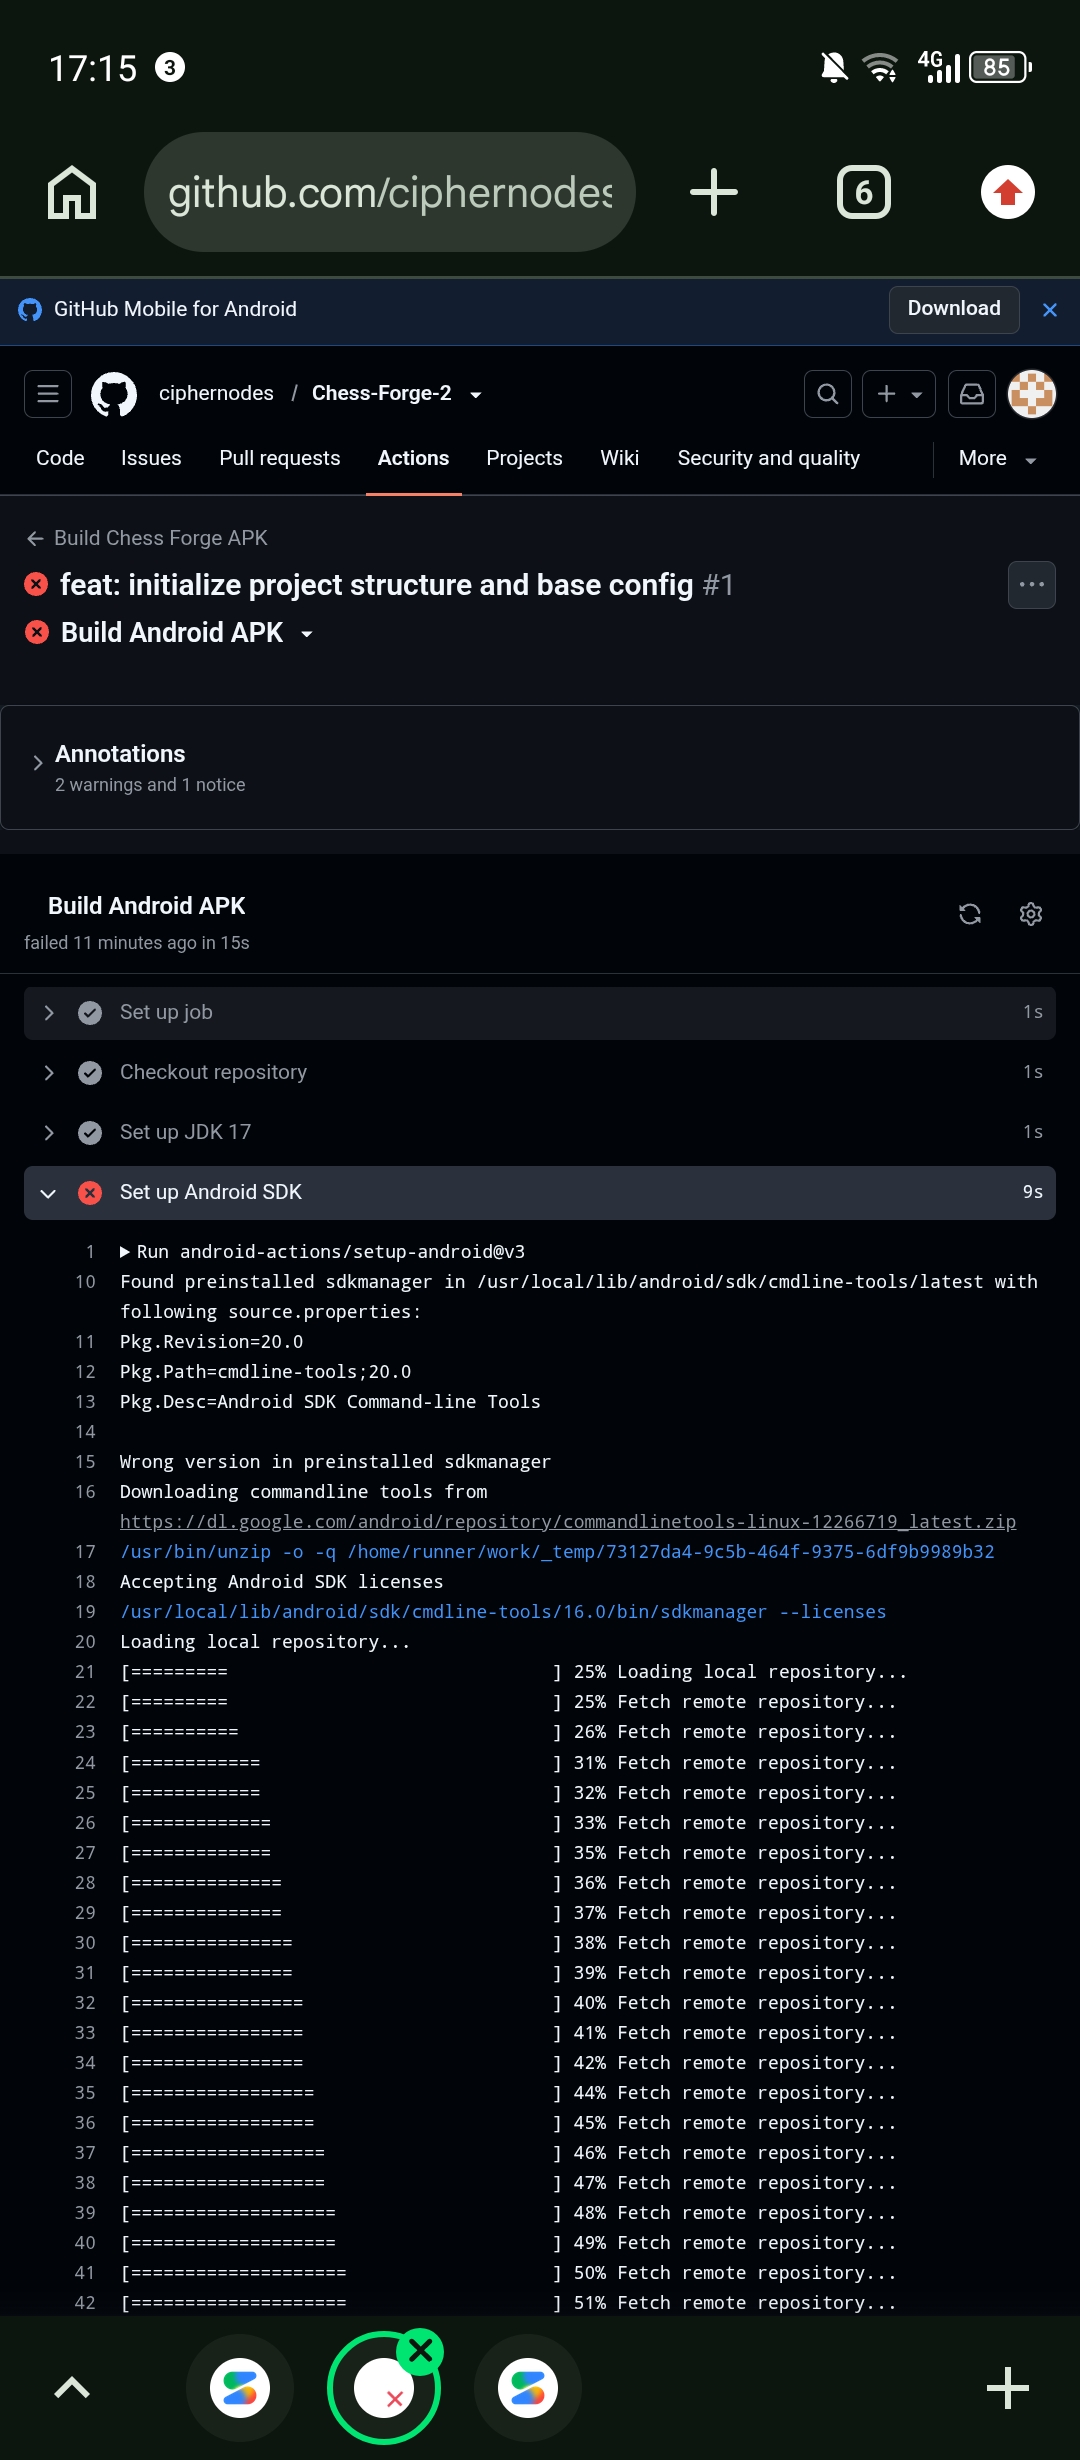 17:15 3 4G 85
github.com/ciphernodes 6
GitHub Mobile for Android Download
ciphernodes / Chess-Forge-2
Code Issues Pull requests Actions Projects Wiki Security and quality More
Build Chess Forge APK
feat: initialize project structure and base config #1
Build Android APK
Annotations
2 warnings and 1 notice
Build Android APK
failed 11 minutes ago in 15s
Set up job 1s
Checkout repository 1s
Set up JDK 17 1s
Set up Android SDK 9s
1 Run android-actions/setup-android@v3
10 Found preinstalled sdkmanager in /usr/local/lib/android/sdk/cmdline-tools/latest with
following source.properties:
11 Pkg.Revision=20.0
12 Pkg.Path=cmdline-tools;20.0
13 Pkg.Desc=Android SDK Command-line Tools
14
15 Wrong version in preinstalled sdkmanager
16 Downloading commandline tools from
https://dl.google.com/android/repository/commandlinetools-linux-12266719_latest.zip
17 /usr/bin/unzip -o -q /home/runner/work/_temp/73127da4-9c5b-464f-9375-6df9b9989b32
18 Accepting Android SDK licenses
19 /usr/local/lib/android/sdk/cmdline-tools/16.0/bin/sdkmanager --licenses
20 Loading local repository...
21 [========= ] 25% Loading local repository...
22 [========= ] 25% Fetch remote repository...
23 [========== ] 26% Fetch remote repository...
24 [============ ] 31% Fetch remote repository...
25 [============ ] 32% Fetch remote repository...
26 [============= ] 33% Fetch remote repository...
27 [============= ] 35% Fetch remote repository...
28 [============== ] 36% Fetch remote repository...
29 [============== ] 37% Fetch remote repository...
30 [=============== ] 38% Fetch remote repository...
31 [=============== ] 39% Fetch remote repository...
32 [================ ] 40% Fetch remote repository...
33 [================ ] 41% Fetch remote repository...
34 [================ ] 42% Fetch remote repository...
35 [================= ] 44% Fetch remote repository...
36 [================= ] 45% Fetch remote repository...
37 [================== ] 46% Fetch remote repository...
38 [================== ] 47% Fetch remote repository...
39 [=================== ] 48% Fetch remote repository...
40 [=================== ] 49% Fetch remote repository...
41 [==================== ] 50% Fetch remote repository...
42 [==================== ] 51% Fetch remote repository...